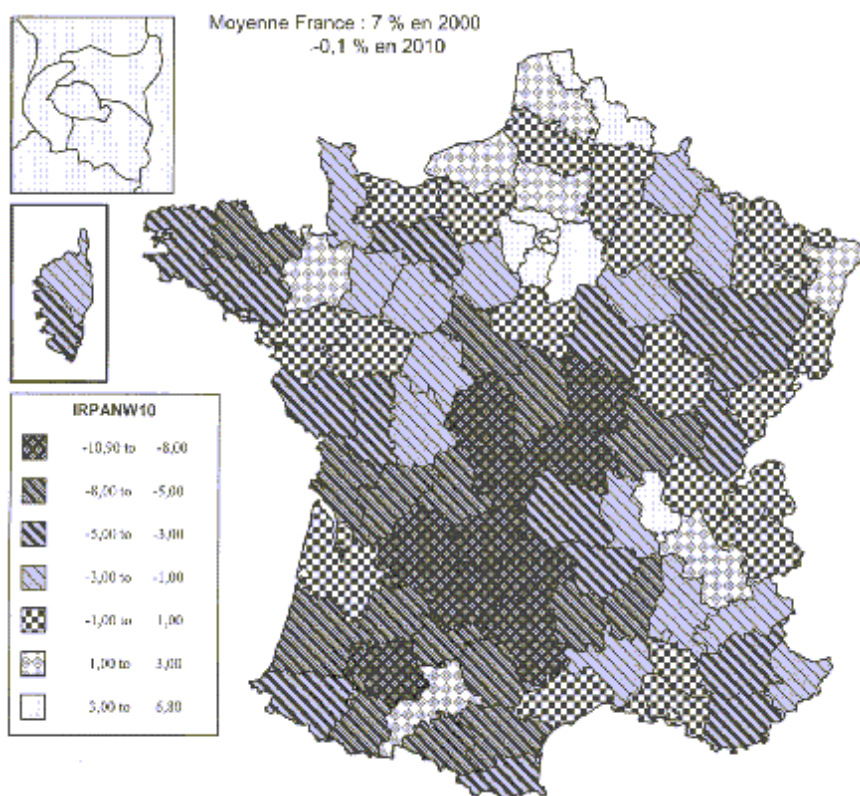 Moyenne France : 7 % en 2000
-0,1 % en 2010
IRPANW10
-10,90 to -8,00
-8,00 to -5,00
-5,00 to -3,00
-3,00 to -1,00
-1,00 to 1,00
1,00 to 3,00
3,00 to 6,80